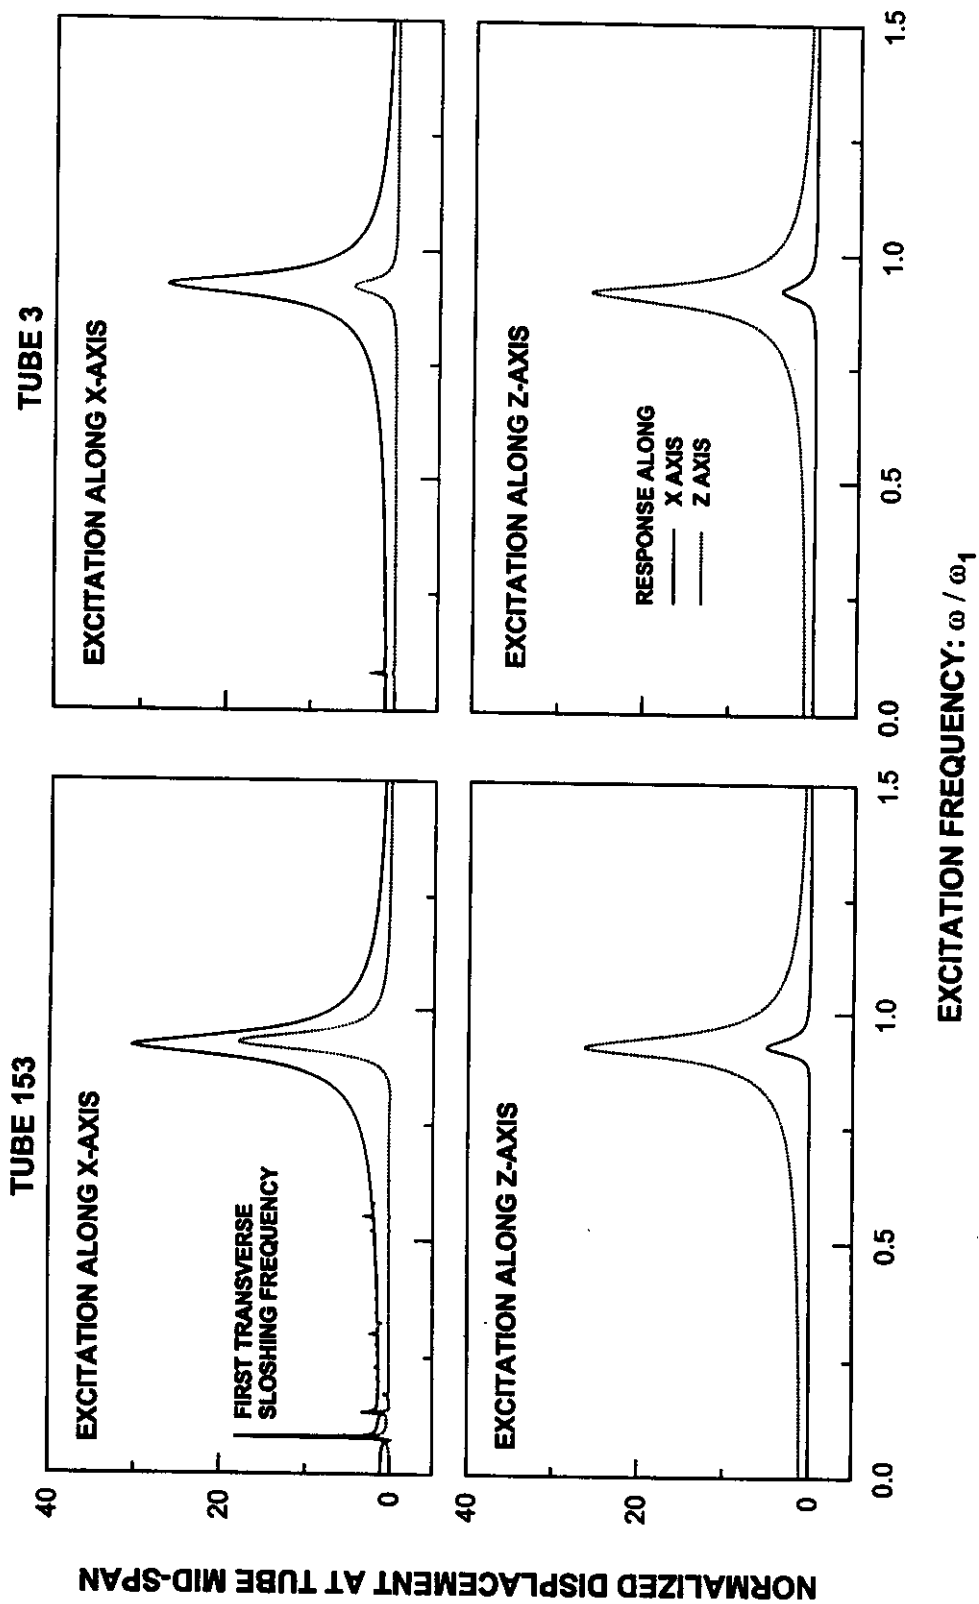 TUBE 153
TUBE 3
EXCITATION ALONG X-AXIS
FIRST TRANSVERSE
SLOSHING FREQUENCY
EXCITATION ALONG X-AXIS
40
20
0
EXCITATION ALONG Z-AXIS
EXCITATION ALONG Z-AXIS
RESPONSE ALONG
X AXIS
Z AXIS
40
20
0
0.0
0.5
1.0
1.5
0.0
0.5
1.0
1.5
NORMALIZED DISPLACEMENT AT TUBE MID-SPAN
EXCITATION FREQUENCY: ω / ω₁